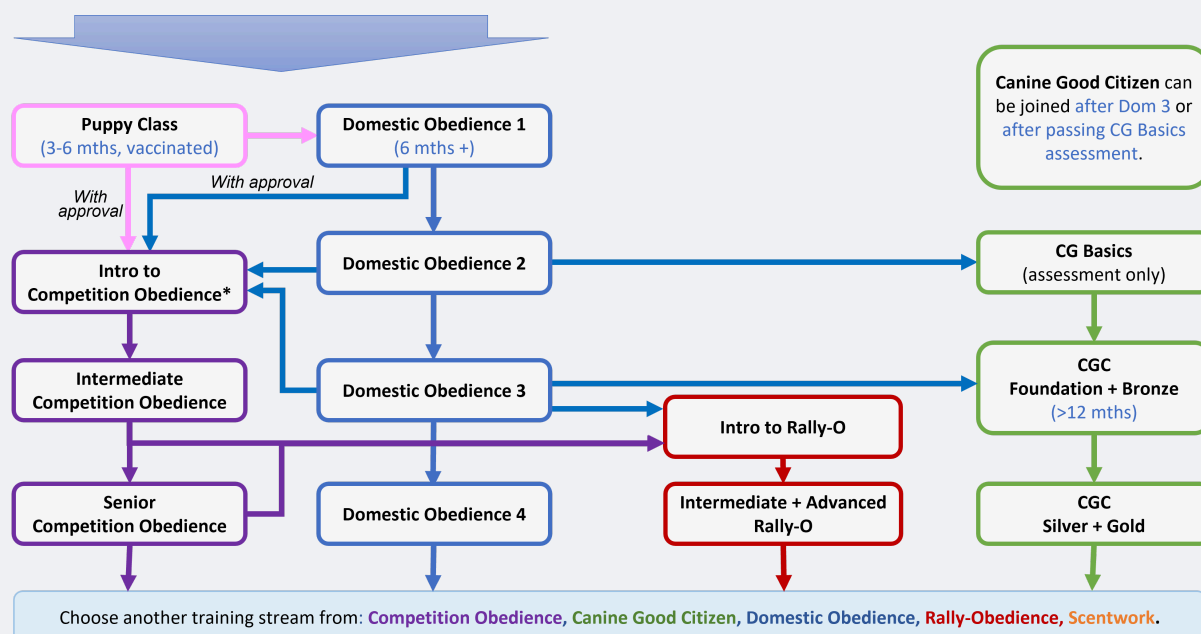 Canine Good Citizen can
be joined after Dom 3 or
after passing CG Basics
assessment.
Puppy Class
(3-6 mths, vaccinated)
Domestic Obedience 1
(6 mths +)
With approval
With
approval
Intro to
Competition Obedience*
Domestic Obedience 2
CG Basics
(assessment only)
Intermediate
Competition Obedience
Domestic Obedience 3
CGC
Foundation + Bronze
(>12 mths)
Intro to Rally-O
Senior
Competition Obedience
Domestic Obedience 4
Intermediate + Advanced
Rally-O
CGC
Silver + Gold
Choose another training stream from: Competition Obedience, Canine Good Citizen, Domestic Obedience, Rally-Obedience, Scentwork.